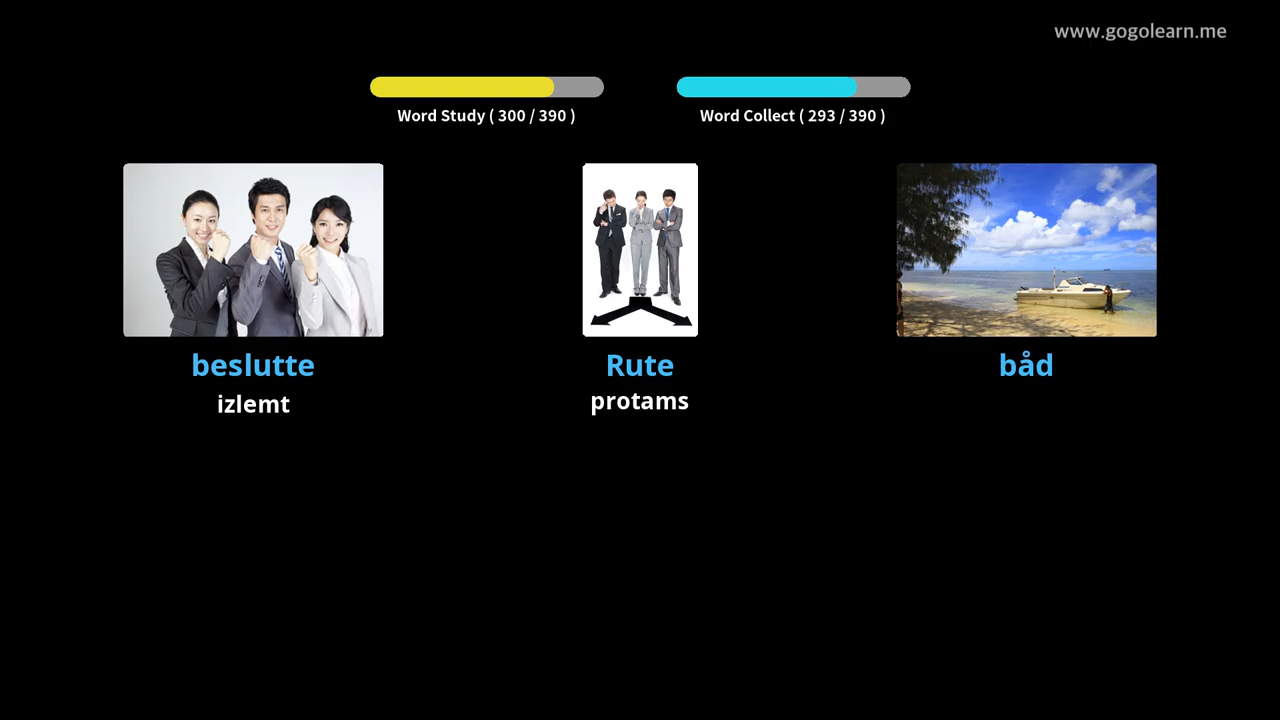 www.gogolearn.me
Word Study ( 300 / 390 )
Word Collect ( 293 / 390 )
beslutte
izlemt
Rute
protams
båd